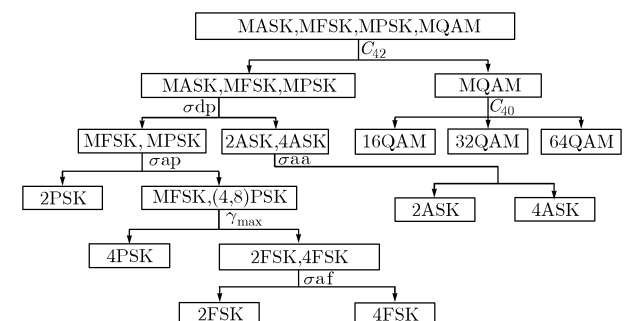 MASK,MFSK,MPSK,MQAM
C42
MASK,MFSK,MPSK
MQAM
σdp
C40
MFSK, MPSK
2ASK,4ASK
16QAM
32QAM
64QAM
σap
σaa
2PSK
MFSK,(4,8)PSK
2ASK
4ASK
γmax
4PSK
2FSK,4FSK
σaf
2FSK
4FSK